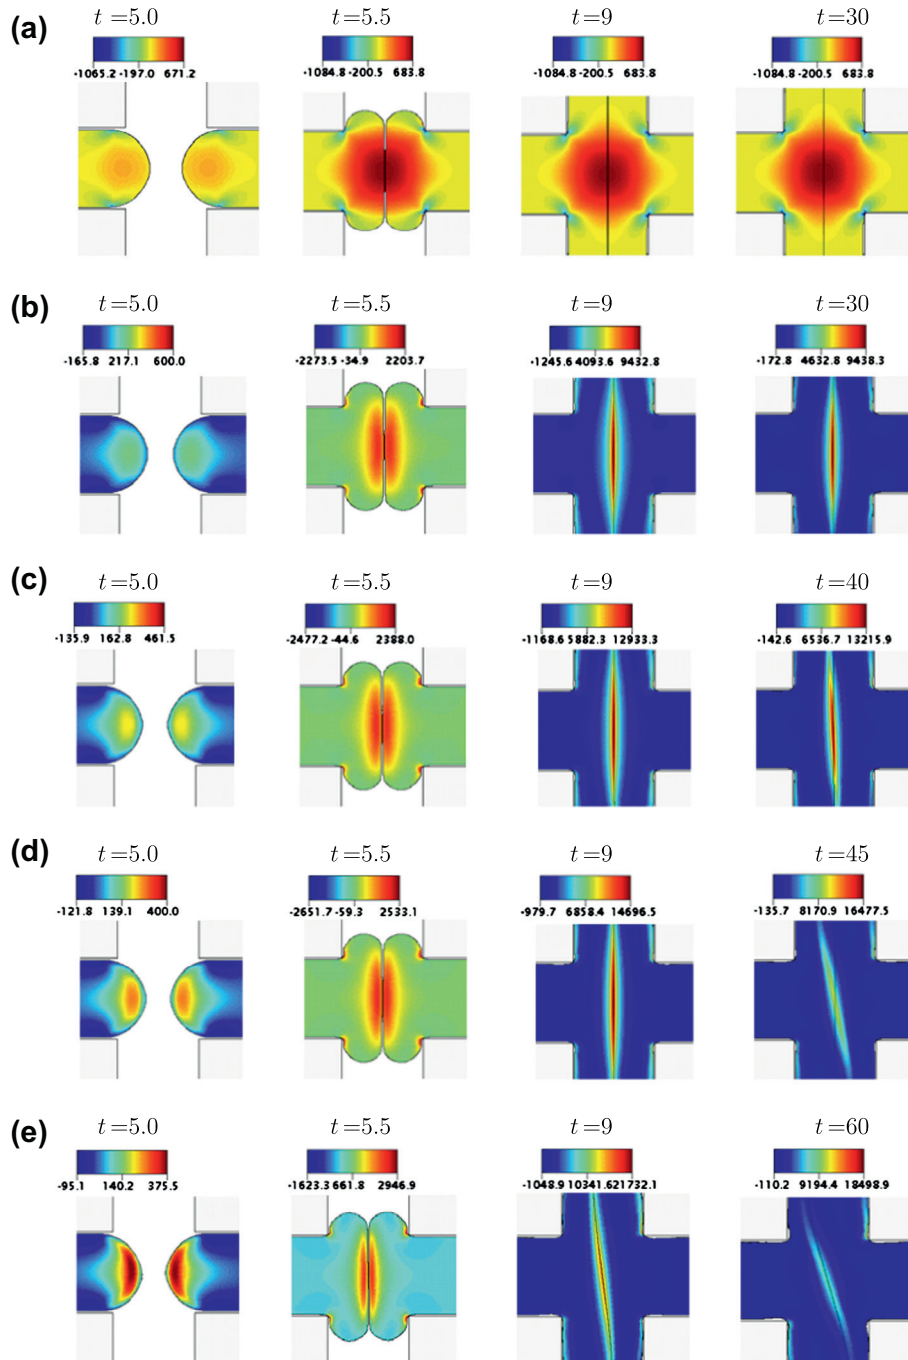 (a) t=5.0 t=5.5 t=9 t=30
-1065.2 -197.0 671.2 -1084.8 -200.5 683.8 -1084.8 -200.5 683.8 -1084.8 -200.5 683.8
(b) t=5.0 t=5.5 t=9 t=30
-165.8 217.1 600.0 -2273.5 -34.9 2203.7 -1245.6 4093.6 9432.8 -172.8 4632.8 9438.3
(c) t=5.0 t=5.5 t=9 t=40
-135.9 162.8 461.5 -2477.2 -44.6 2388.0 -1168.6 5882.3 12933.3 -142.6 6536.7 13215.9
(d) t=5.0 t=5.5 t=9 t=45
-121.8 139.1 400.0 -2651.7 -59.3 2533.1 -979.7 6858.4 14696.5 -135.7 8170.9 16477.5
(e) t=5.0 t=5.5 t=9 t=60
-95.1 140.2 375.5 -1623.3 661.8 2946.9 -1048.9 10341.6 21732.1 -110.2 9194.4 18498.9